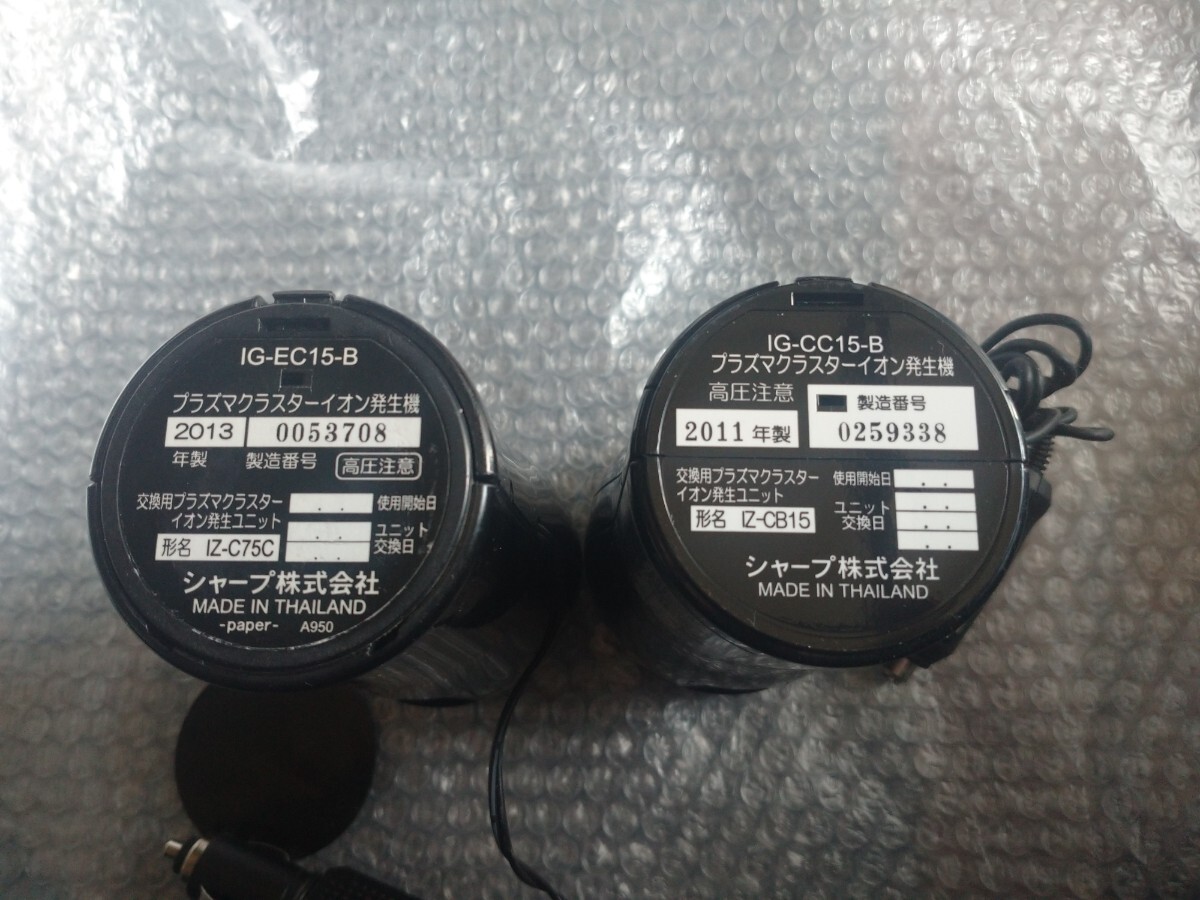 IG-EC15-B
プラズマクラスターイオン発生機
2013 0053708
年製 製造番号 高圧注意
交換用プラズマクラスター 使用開始日
イオン発生ユニット ユニット
形名 IZ-C75C 交換日
シャープ株式会社
MADE IN THAILAND
-paper- A950
IG-CC15-B
プラズマクラスターイオン発生機
高圧注意 製造番号
2011 年製 0259338
交換用プラズマクラスター 使用開始日
イオン発生ユニット ユニット
形名 IZ-CB15 交換日
シャープ株式会社
MADE IN THAILAND